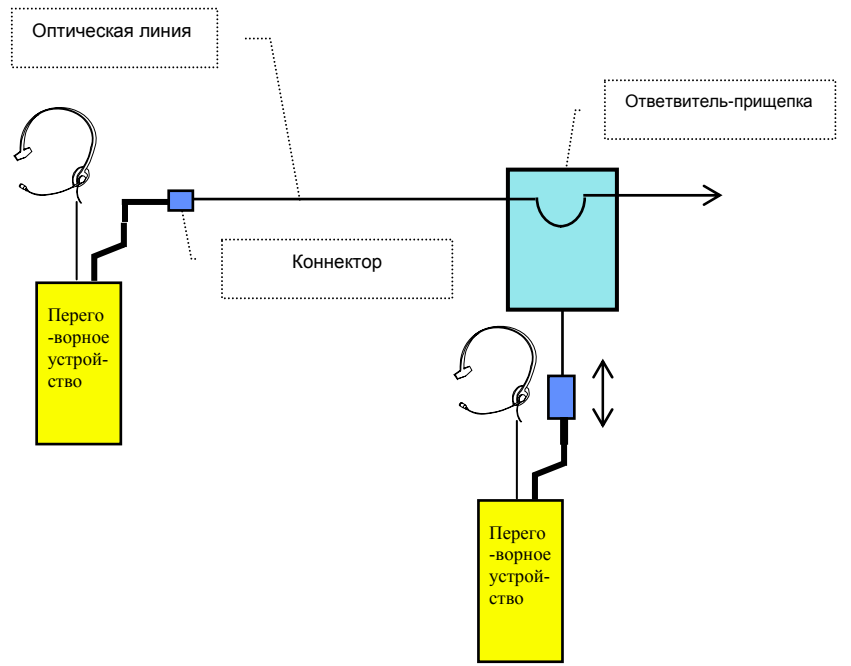 Оптическая линия
Ответвитель-прищепка
Коннектор
Перего
-ворное
устрой-
ство
Перего
-ворное
устрой-
ство